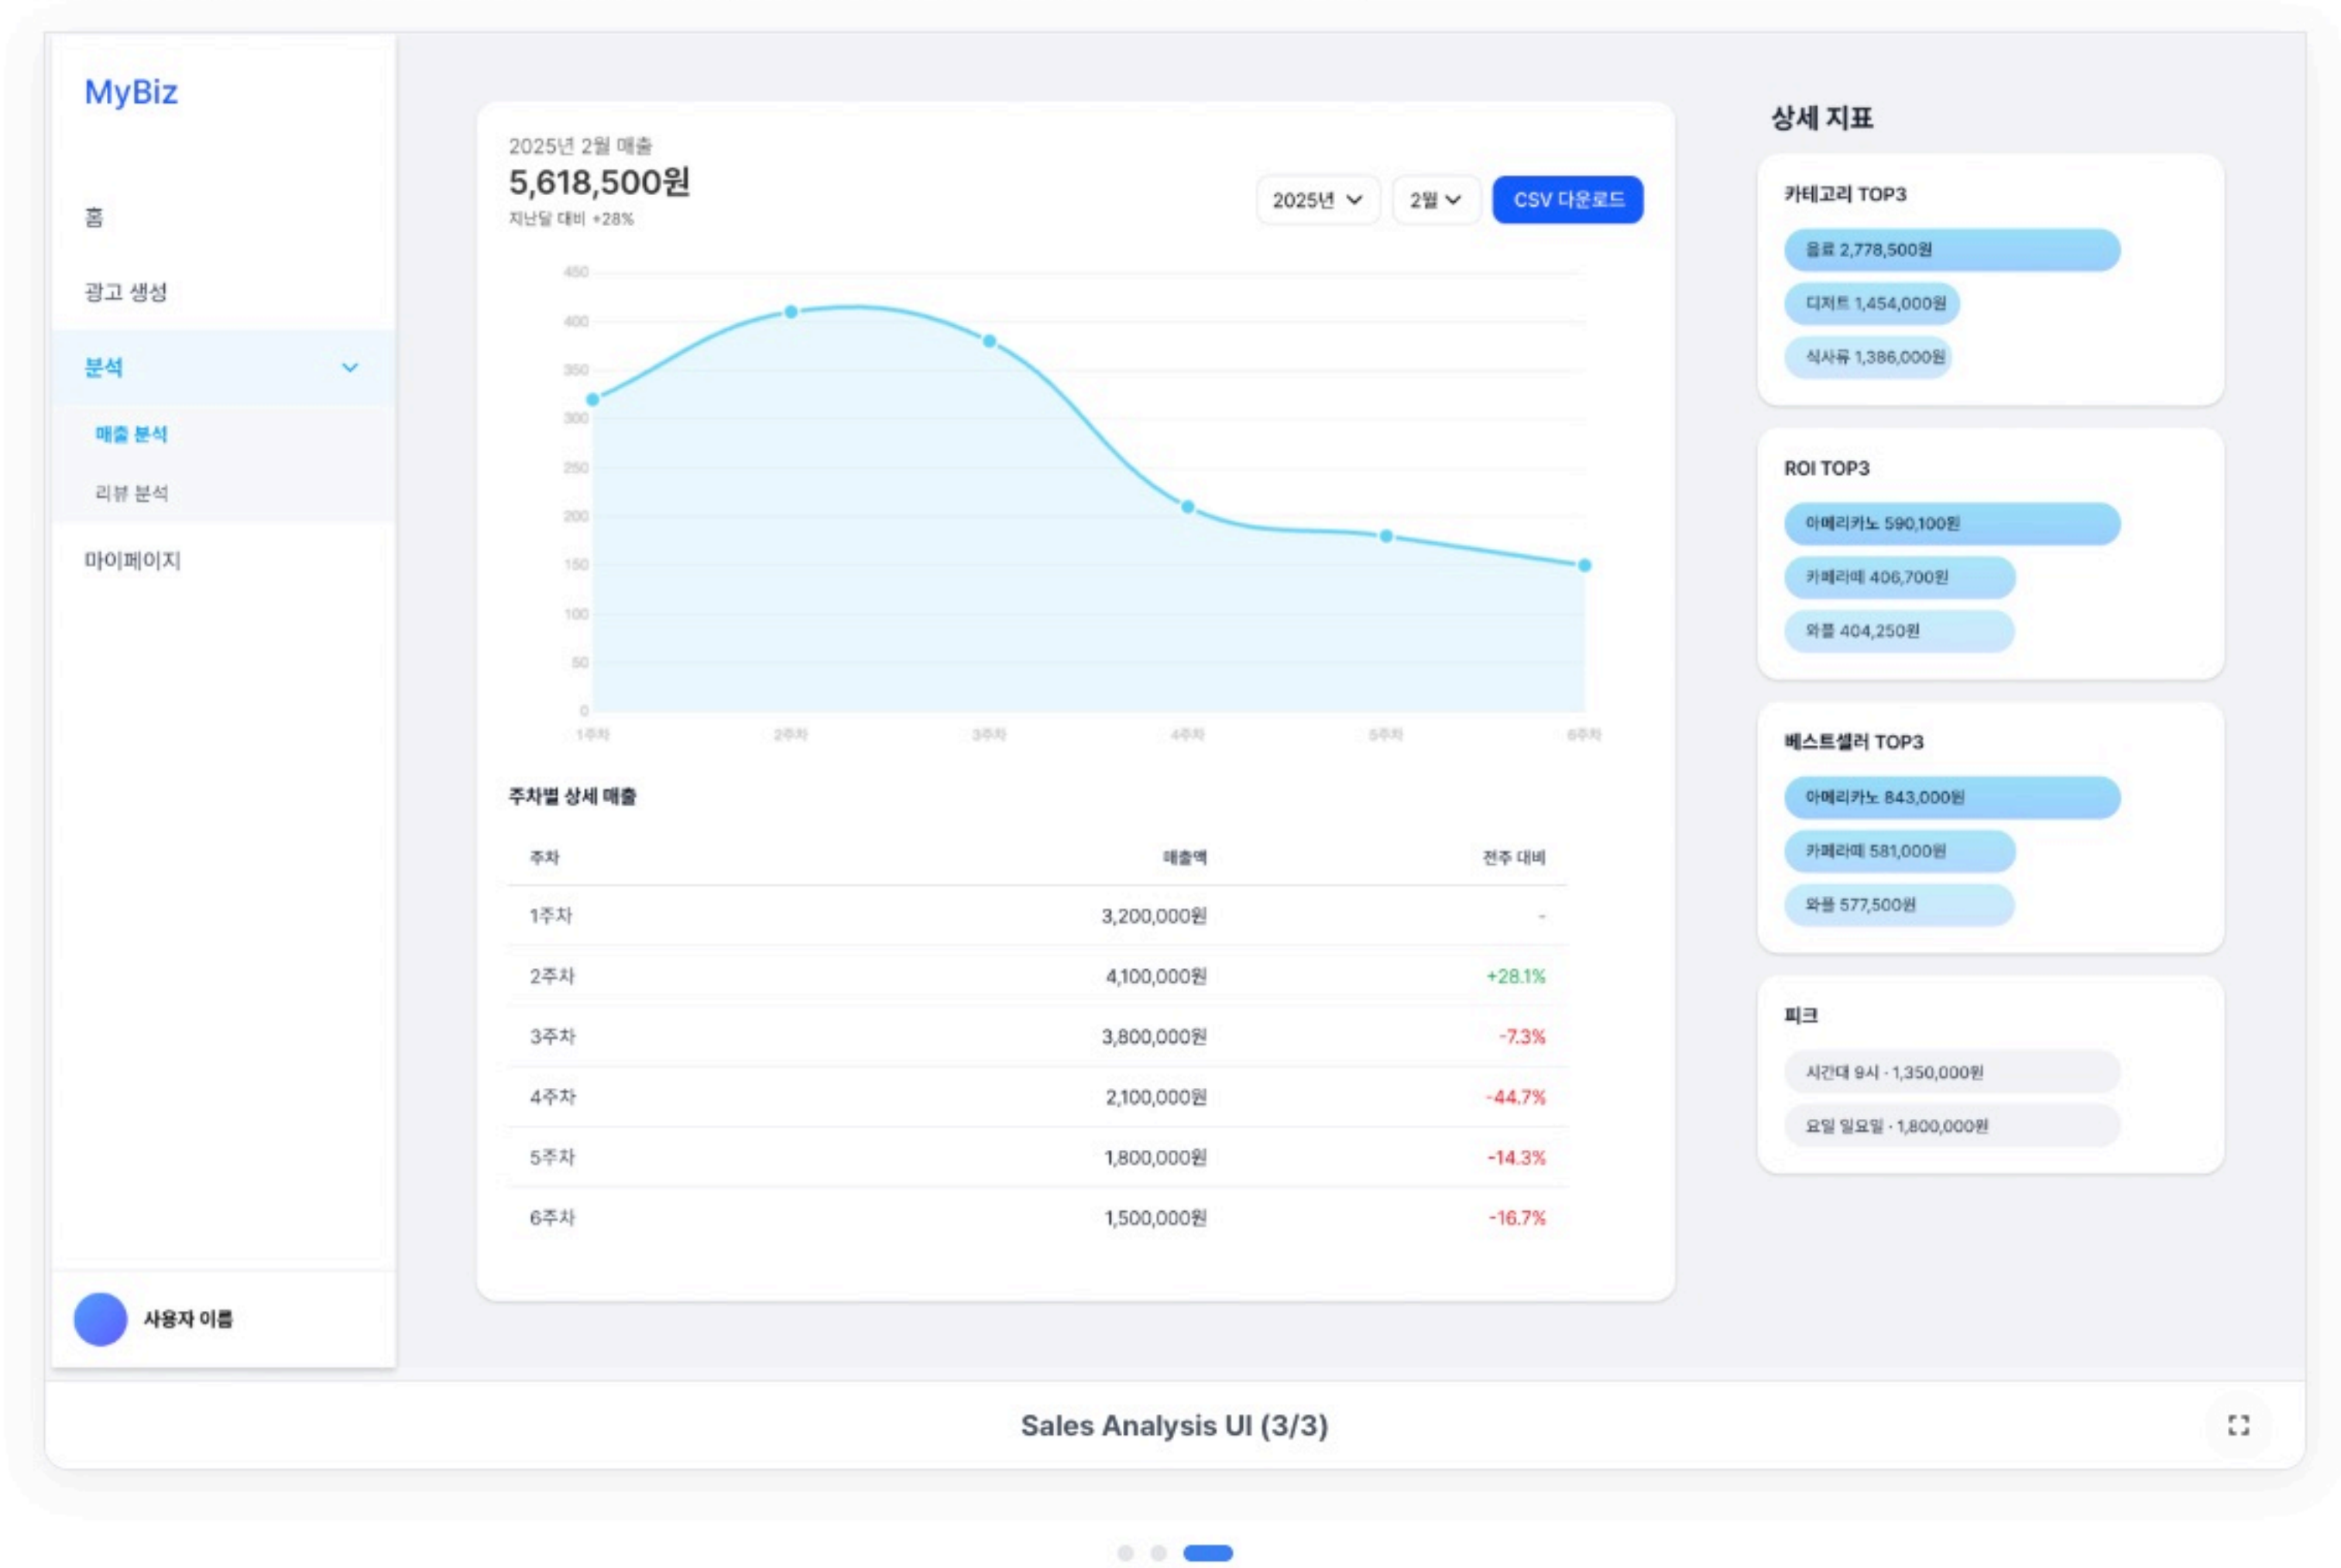 MyBiz
홈
광고 생성
분석
매출 분석
리뷰 분석
마이페이지
사용자 이름
2025년 2월 매출
5,618,500원
지난달 대비 +28%
2025년
2월
CSV 다운로드
450
400
350
300
250
200
150
100
50
0
1주차 2주차 3주차 4주차 5주차 6주차
주차별 상세 매출
주차 매출액 전주 대비
1주차 3,200,000원 -
2주차 4,100,000원 +28.1%
3주차 3,800,000원 -7.3%
4주차 2,100,000원 -44.7%
5주차 1,800,000원 -14.3%
6주차 1,500,000원 -16.7%
상세 지표
카테고리 TOP3
음료 2,778,500원
디저트 1,454,000원
식사류 1,386,000원
ROI TOP3
아메리카노 590,100원
카페라떼 406,700원
와플 404,250원
베스트셀러 TOP3
아메리카노 843,000원
카페라떼 581,000원
와플 577,500원
피크
시간대 9시 · 1,350,000원
요일 일요일 · 1,800,000원
Sales Analysis UI (3/3)